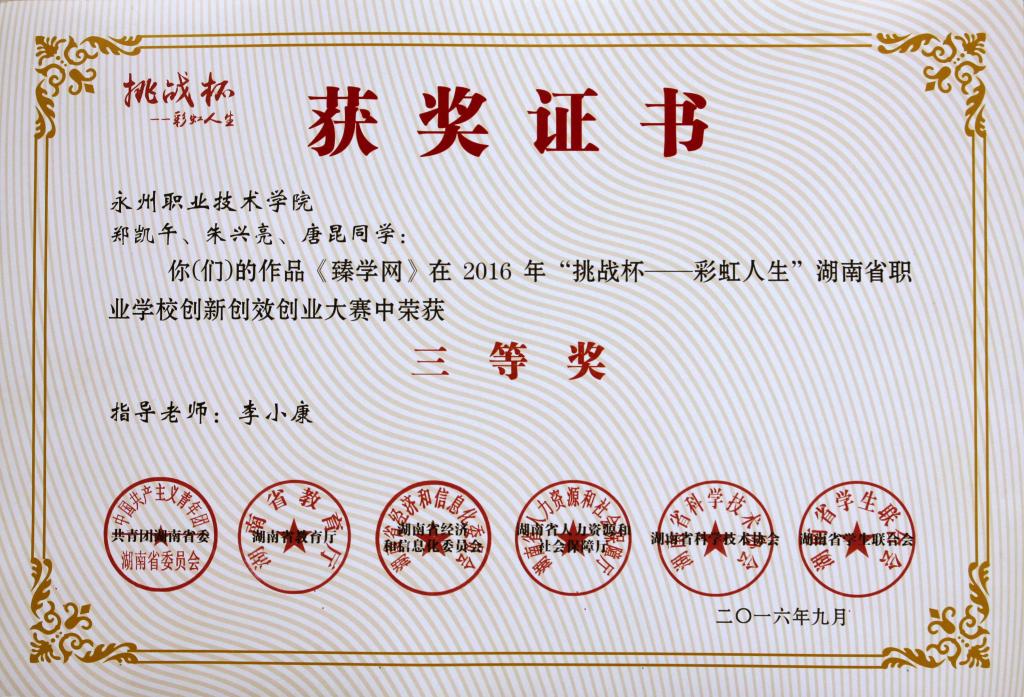 挑战杯
——彩虹人生
获奖证书
永州职业技术学院
郑凯午、朱兴亮、唐昆同学：
你(们)的作品《臻学网》在 2016 年“挑战杯——彩虹人生”湖南省职
业学校创新创效创业大赛中荣获
三等奖
指导老师：李小康
中国共产主义青年团
共青团湖南省委
湖南省委员会
湖南省教育厅
湖南省教育厅
湖南省经济和信息化委员会
湖南省经济
和信息化委员会
湖南省人力资源和社会保障厅
湖南省人力资源和
社会保障厅
湖南省科学技术协会
湖南省科学技术协会
湖南省学生联合会
湖南省学生联合会
二〇一六年九月